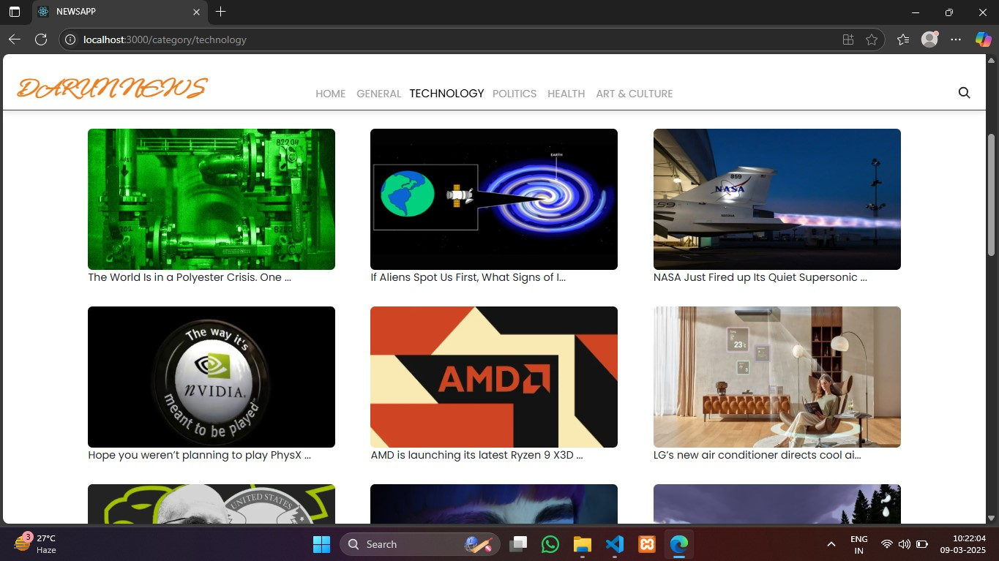 NEWSAPP
localhost:3000/category/technology
DARUN NEWS
HOME GENERAL TECHNOLOGY POLITICS HEALTH ART & CULTURE
82204
EARTH
859
NASA
The World Is in a Polyester Crisis. One ...
If Aliens Spot Us First, What Signs of I...
NASA Just Fired up Its Quiet Supersonic ...
The way it's
nVIDIA.
meant to be played
AMD
23°c
Hope you weren’t planning to play PhysX ...
AMD is launching its latest Ryzen 9 X3D ...
LG’s new air conditioner directs cool ai...
UNITED STATES
3
27°C
Haze
Search
ENG
IN
10:22:04
09-03-2025